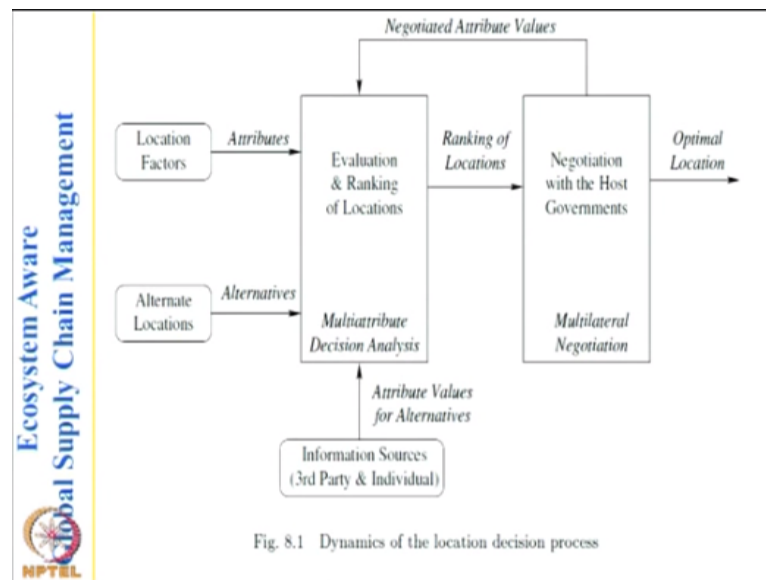 Ecosystem Aware
Global Supply Chain Management
NPTEL
Negotiated Attribute Values
Location
Factors
Attributes
Evaluation
& Ranking
of Locations
Ranking of
Locations
Negotiation
with the Host
Governments
Optimal
Location
Alternate
Locations
Alternatives
Multiattribute
Decision Analysis
Multilateral
Negotiation
Attribute Values
for Alternatives
Information Sources
(3rd Party & Individual)
Fig. 8.1 Dynamics of the location decision process